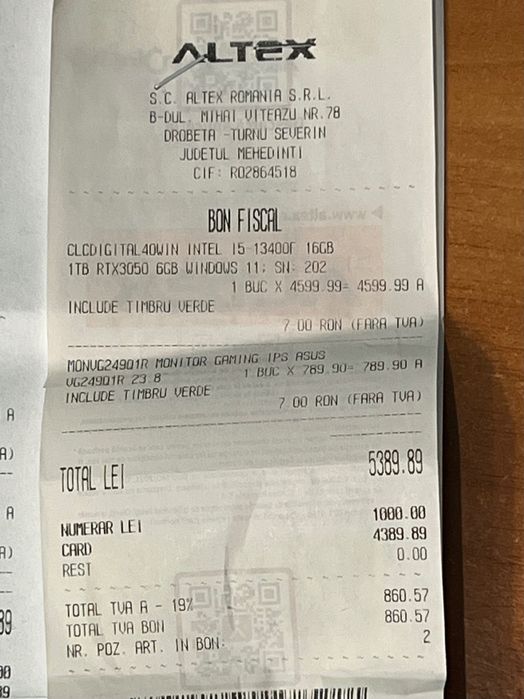 ALTEX
S.C. ALTEX ROMANIA S.R.L.
B-DUL. MIHAI VITEAZU NR.78
DROBETA -TURNU SEVERIN
JUDETUL MEHEDINTI
CIF: RO2864518
BON FISCAL
CLCDIGITAL40WIN INTEL I5-13400F 16GB
1TB RTX3050 6GB WINDOWS 11; SN: 202
1 BUC X 4599.99= 4599.99 A
INCLUDE TIMBRU VERDE
7.00 RON (FARA TVA)
MONVG249Q1R MONITOR GAMING IPS ASUS
VG249Q1R 23.8 1 BUC X 789.90= 789.90 A
INCLUDE TIMBRU VERDE
7.00 RON (FARA TVA)
TOTAL LEI 5389.89
NUMERAR LEI 1000.00
CARD 4389.89
REST 0.00
TOTAL TVA A - 19% 860.57
TOTAL TVA BON 860.57
NR. POZ. ART. IN BON: 2